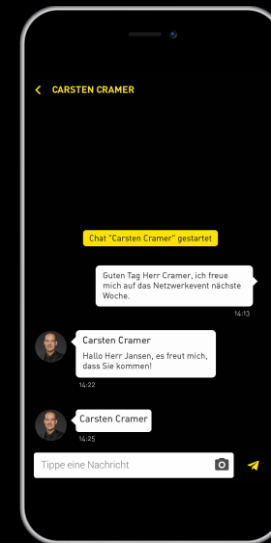 CARSTEN CRAMER
Chat "Carsten Cramer" gestartet
Guten Tag Herr Cramer, ich freue
mich auf das Netzwerkevent nächste
Woche.
14:13
Carsten Cramer
Hallo Herr Jansen, es freut mich,
dass Sie kommen!
14:22
Carsten Cramer
14:25
Tippe eine Nachricht